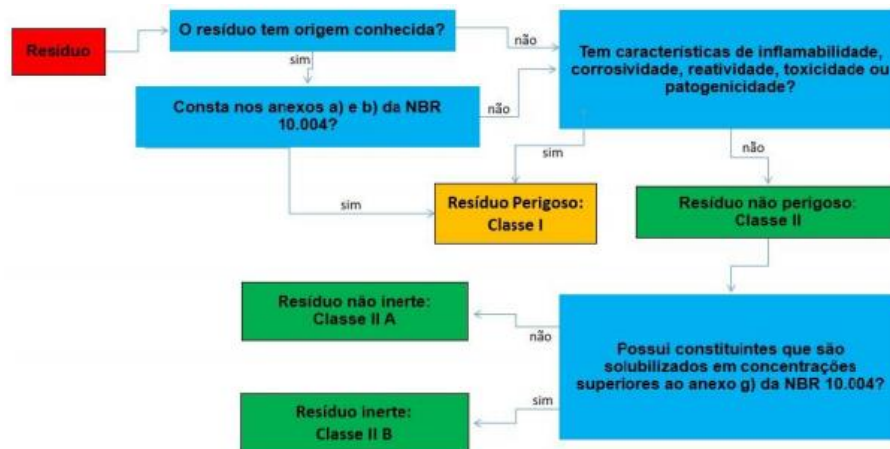 Resíduo
O resíduo tem origem conhecida?
não
sim
Tem características de inflamabilidade,
corrosividade, reatividade, toxicidade ou
patogenicidade?
Consta nos anexos a) e b) da NBR
10.004?
não
sim
não
sim
Resíduo Perigoso:
Classe I
Resíduo não perigoso:
Classe II
Resíduo não inerte:
Classe II A
não
Possui constituintes que são
solubilizados em concentrações
superiores ao anexo g) da NBR 10.004?
sim
Resíduo inerte:
Classe II B